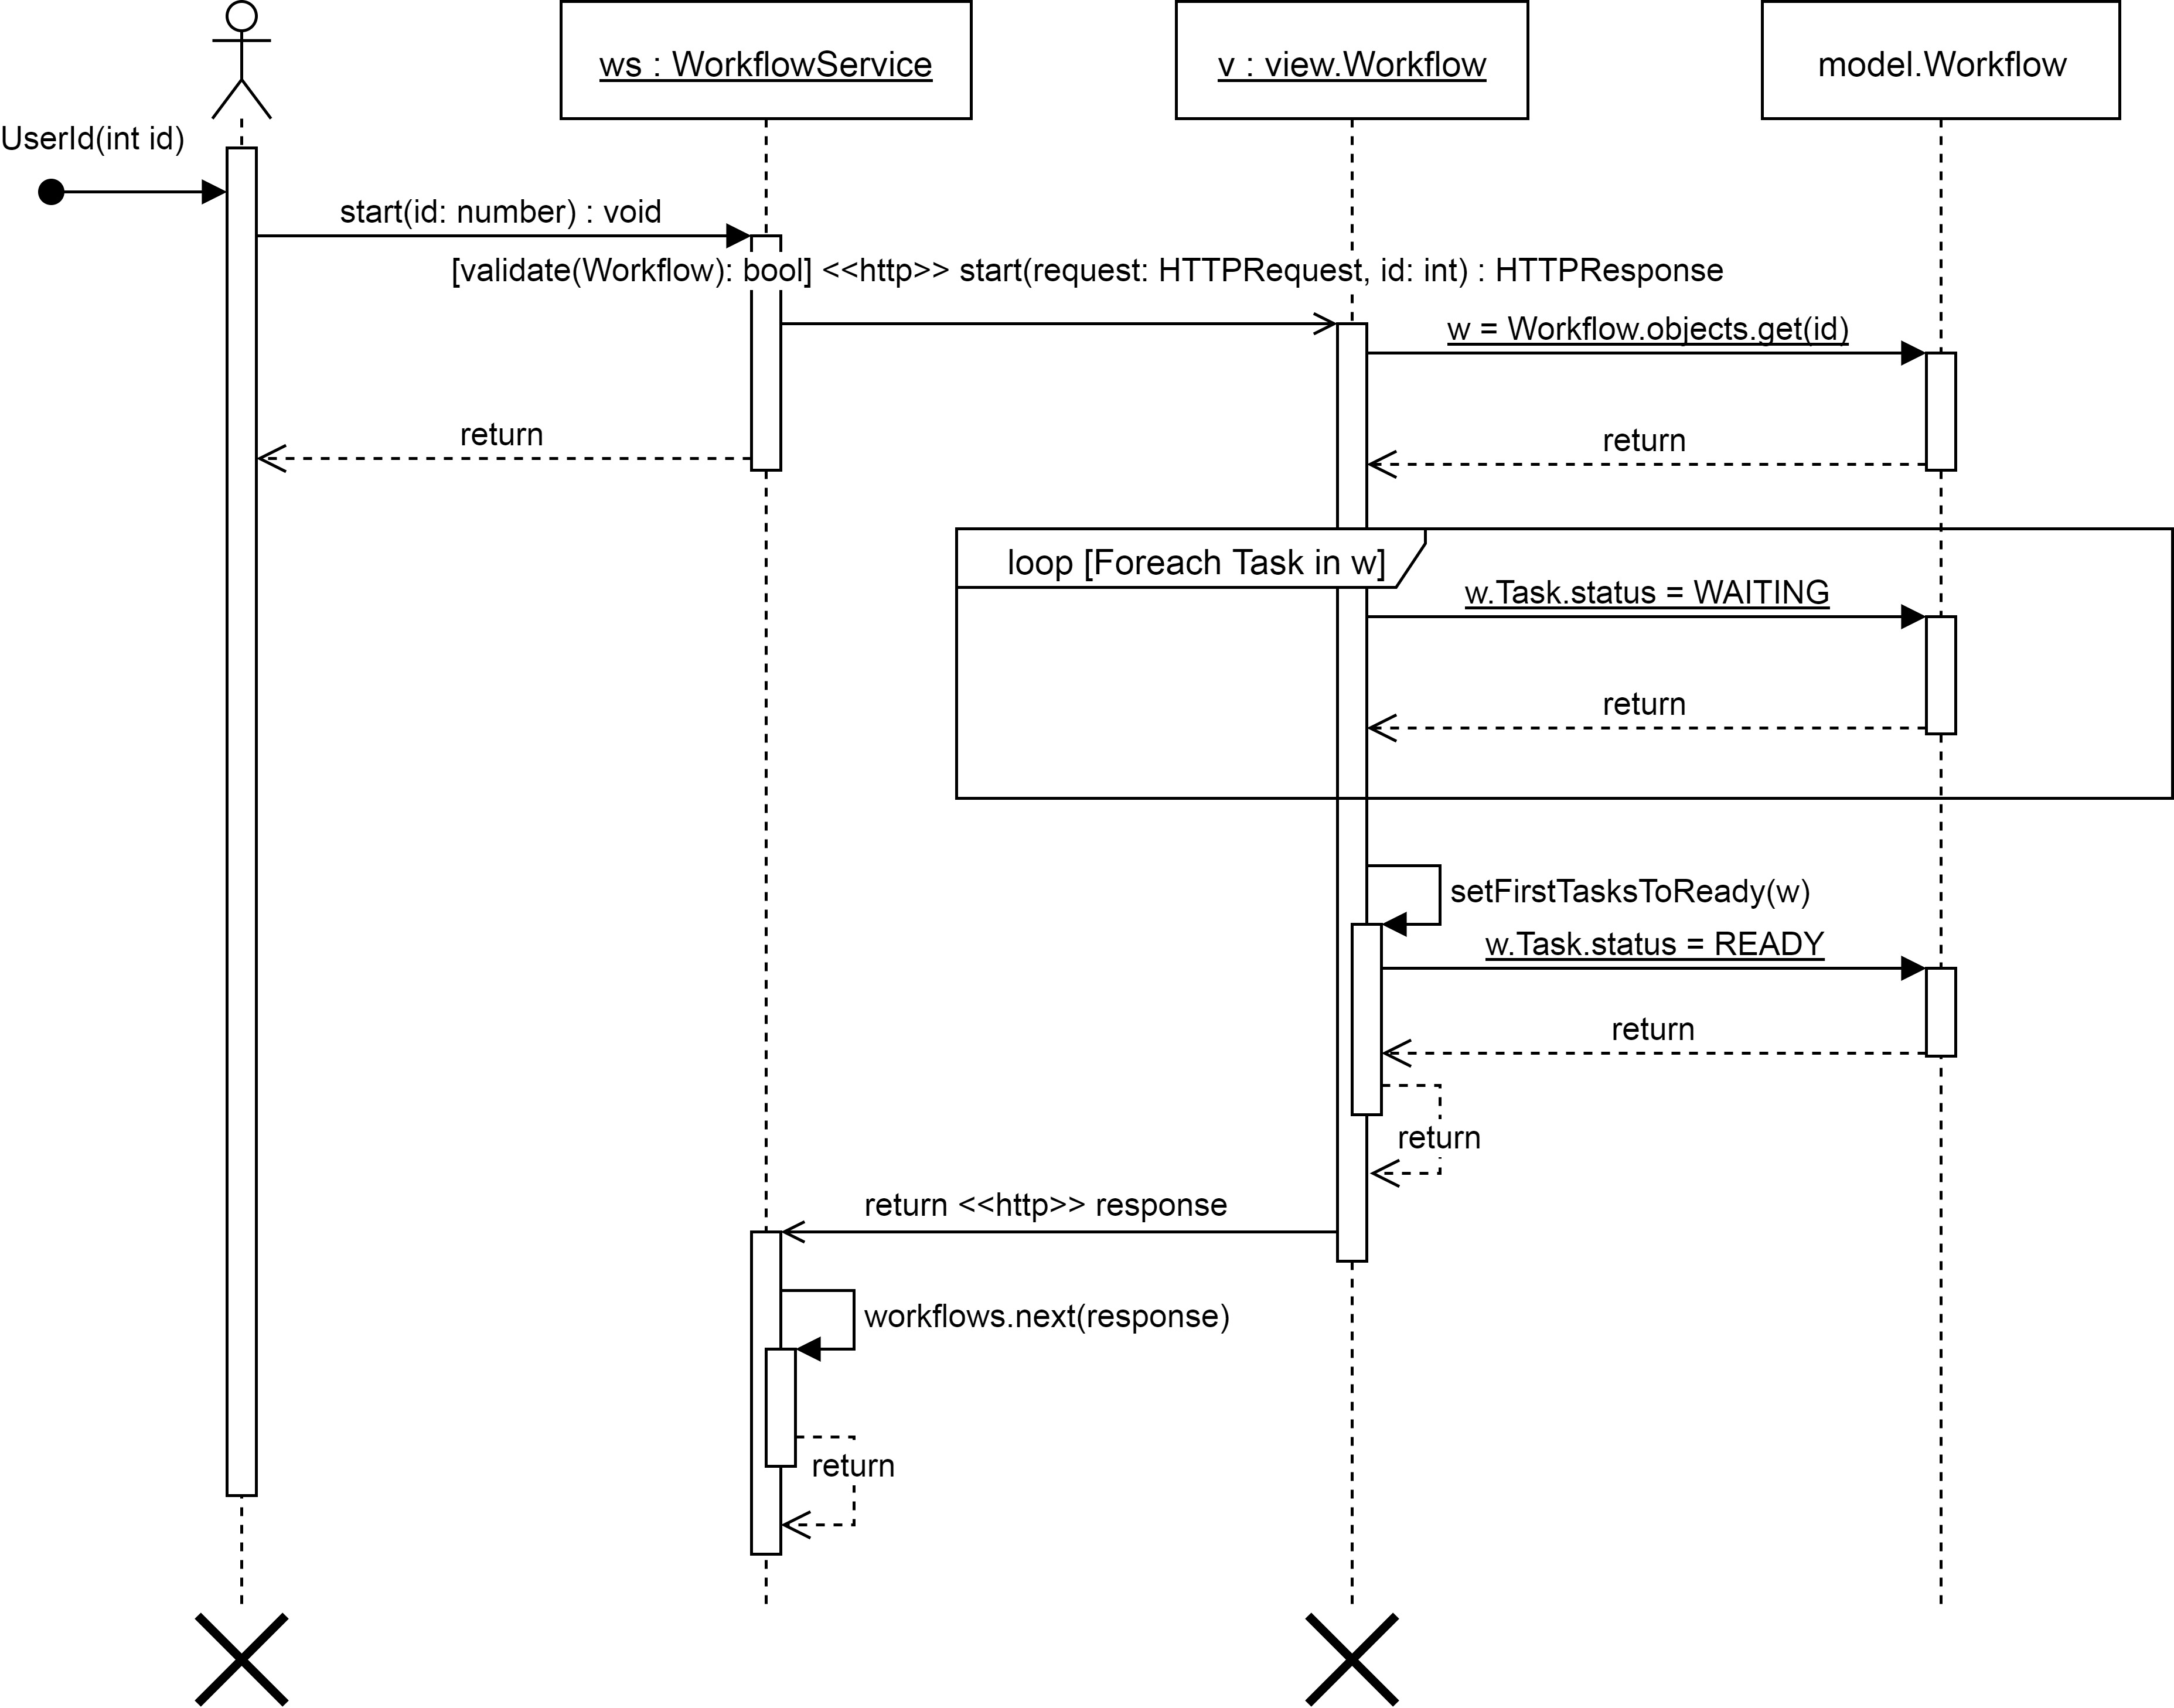 ws : WorkflowService
v : view.Workflow
model.Workflow
UserId(int id)
start(id: number) : void
[validate(Workflow): bool] <<http>> start(request: HTTPRequest, id: int) : HTTPResponse
w = Workflow.objects.get(id)
return
return
loop [Foreach Task in w]
w.Task.status = WAITING
return
setFirstTasksToReady(w)
w.Task.status = READY
return
return
return <<http>> response
workflows.next(response)
return